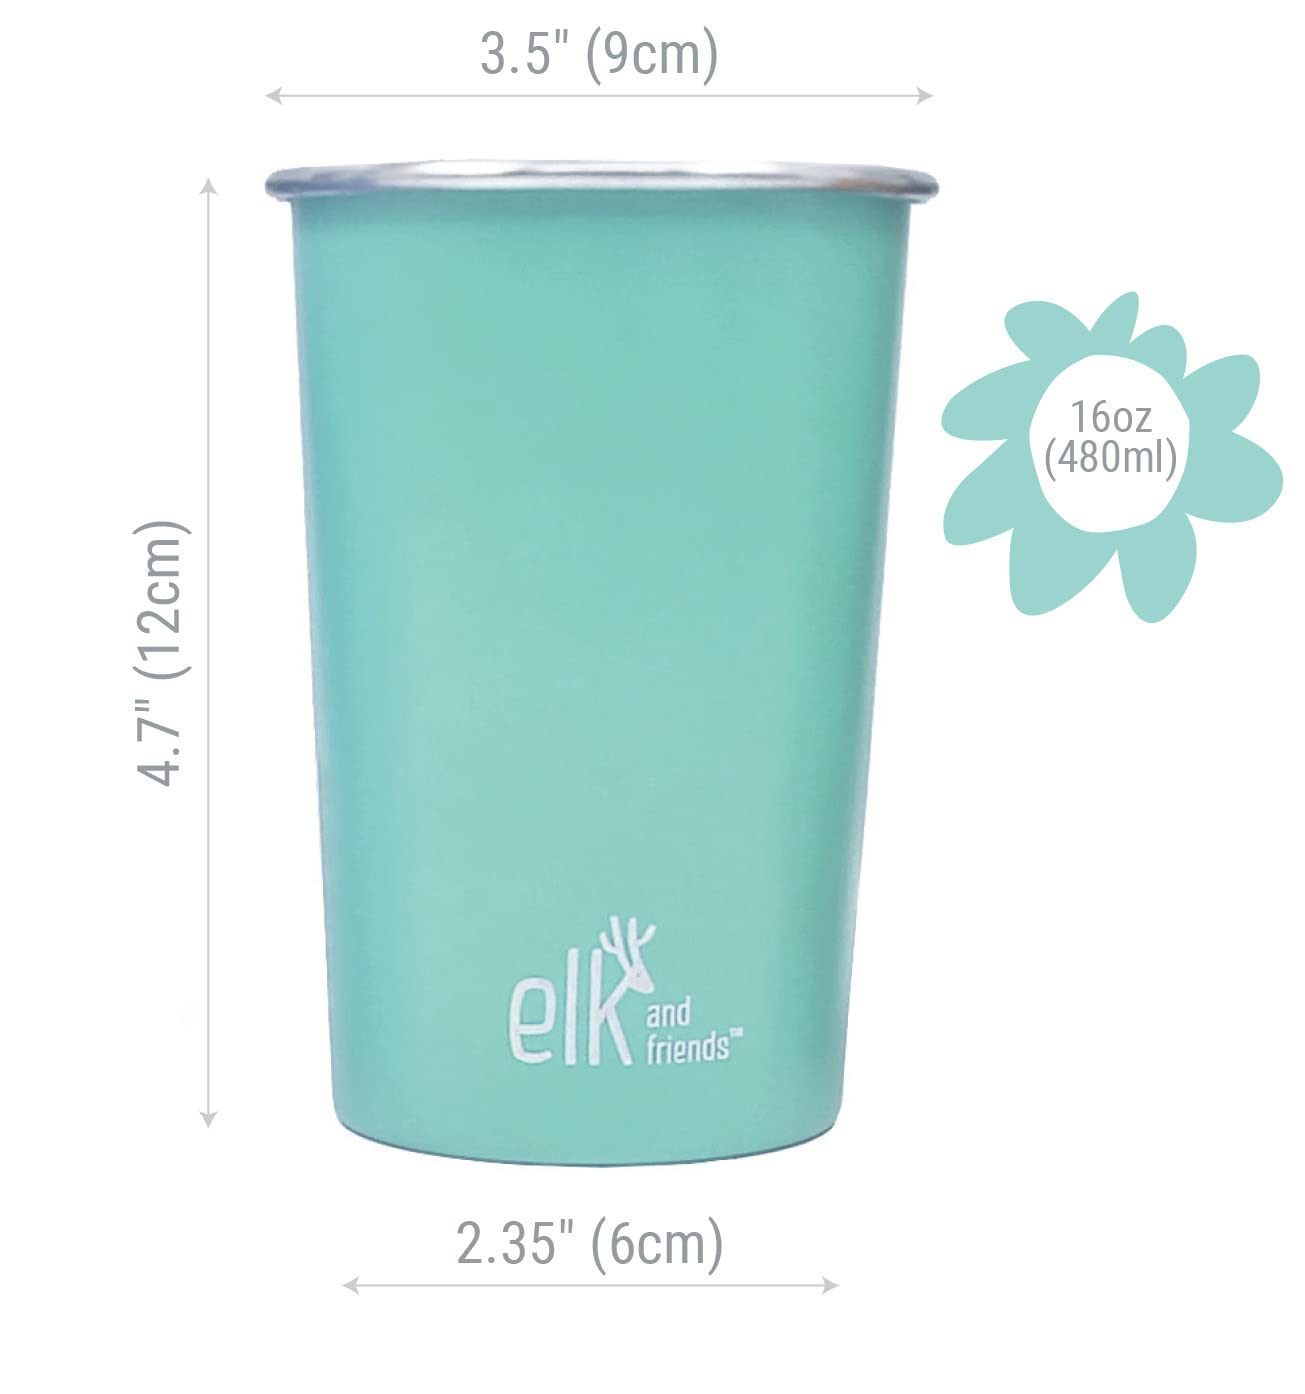 3.5" (9cm)
4.7" (12cm)
16oz
(480ml)
elk
and
friends™
2.35" (6cm)